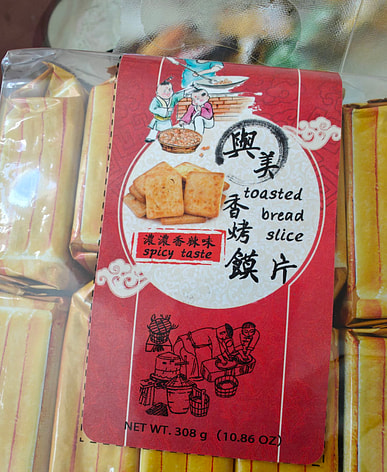 與美
toasted
bread
slice
香烤饃片
濃濃香辣味
spicy taste
NET WT. 308 g (10.86 OZ)